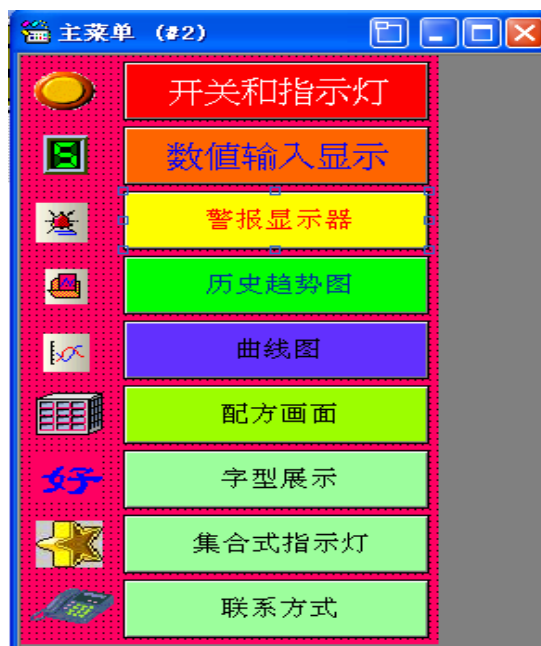 主菜单 (#2)
开关和指示灯
数值输入显示
警报显示器
历史趋势图
曲线图
配方画面
好
字型展示
集合式指示灯
联系方式